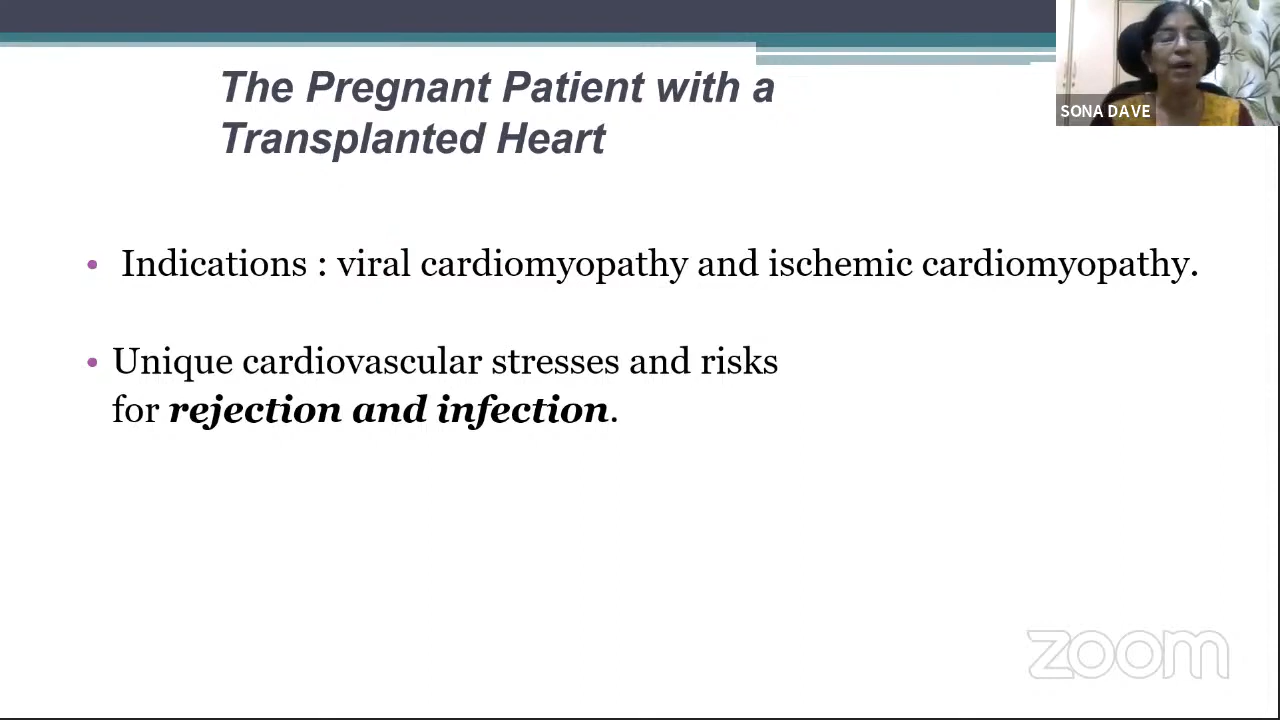 The Pregnant Patient with a
Transplanted Heart
SONA DAVE
• Indications : viral cardiomyopathy and ischemic cardiomyopathy.
• Unique cardiovascular stresses and risks
for rejection and infection.
zoom